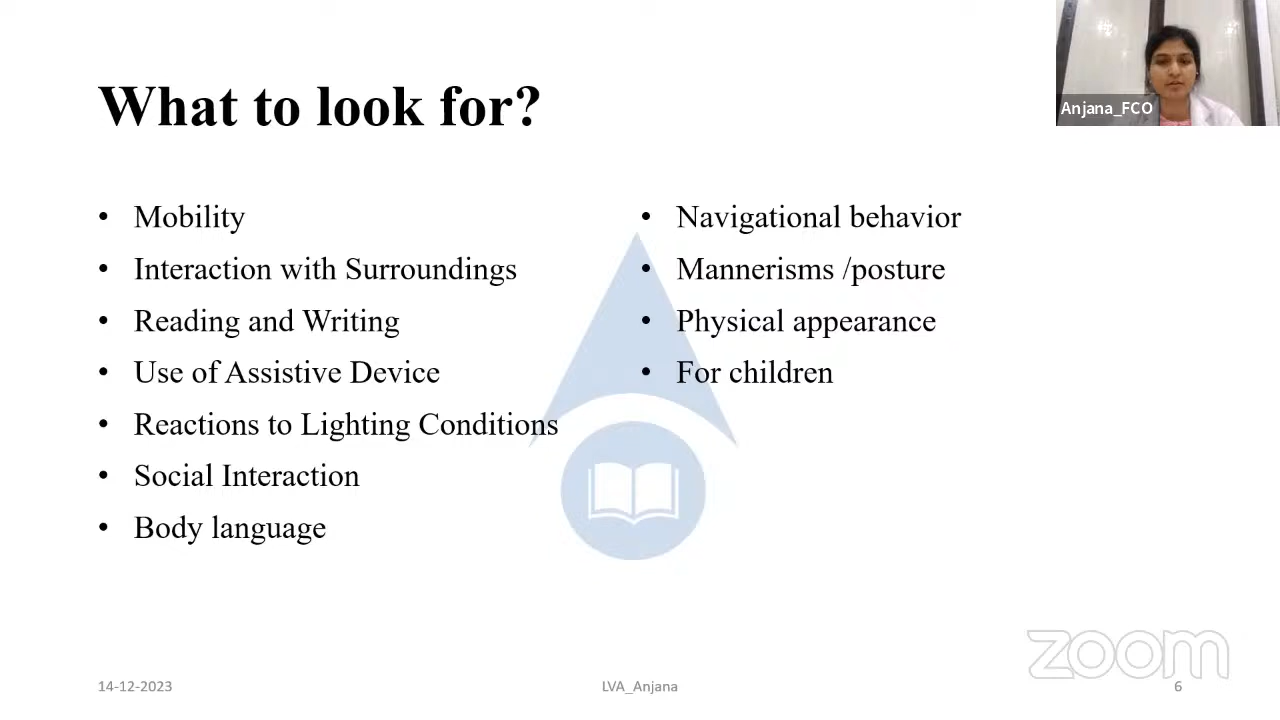 What to look for?
Anjana_FCO
• Mobility
• Interaction with Surroundings
• Reading and Writing
• Use of Assistive Device
• Reactions to Lighting Conditions
• Social Interaction
• Body language
• Navigational behavior
• Mannerisms /posture
• Physical appearance
• For children
zoom
14-12-2023
LVA_Anjana
6